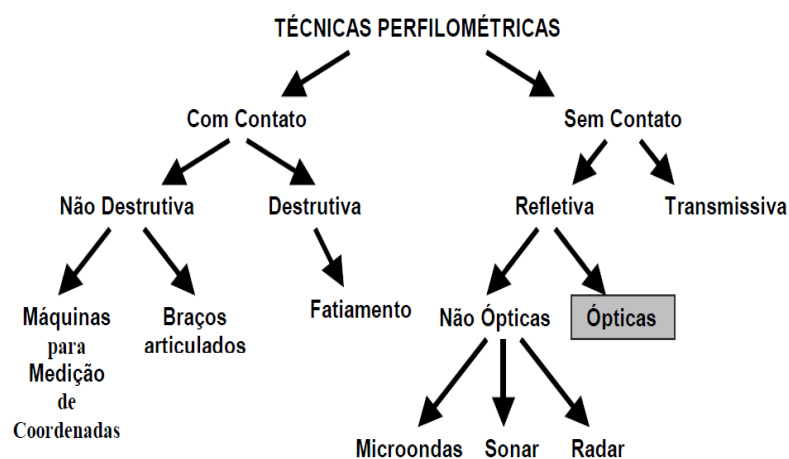 TÉCNICAS PERFILOMÉTRICAS
Com Contato
Sem Contato
Não Destrutiva
Destrutiva
Refletiva
Transmissiva
Máquinas
para
Medição
de
Coordenadas
Braços
articulados
Fatiamento
Não Ópticas
Ópticas
Microondas
Sonar
Radar